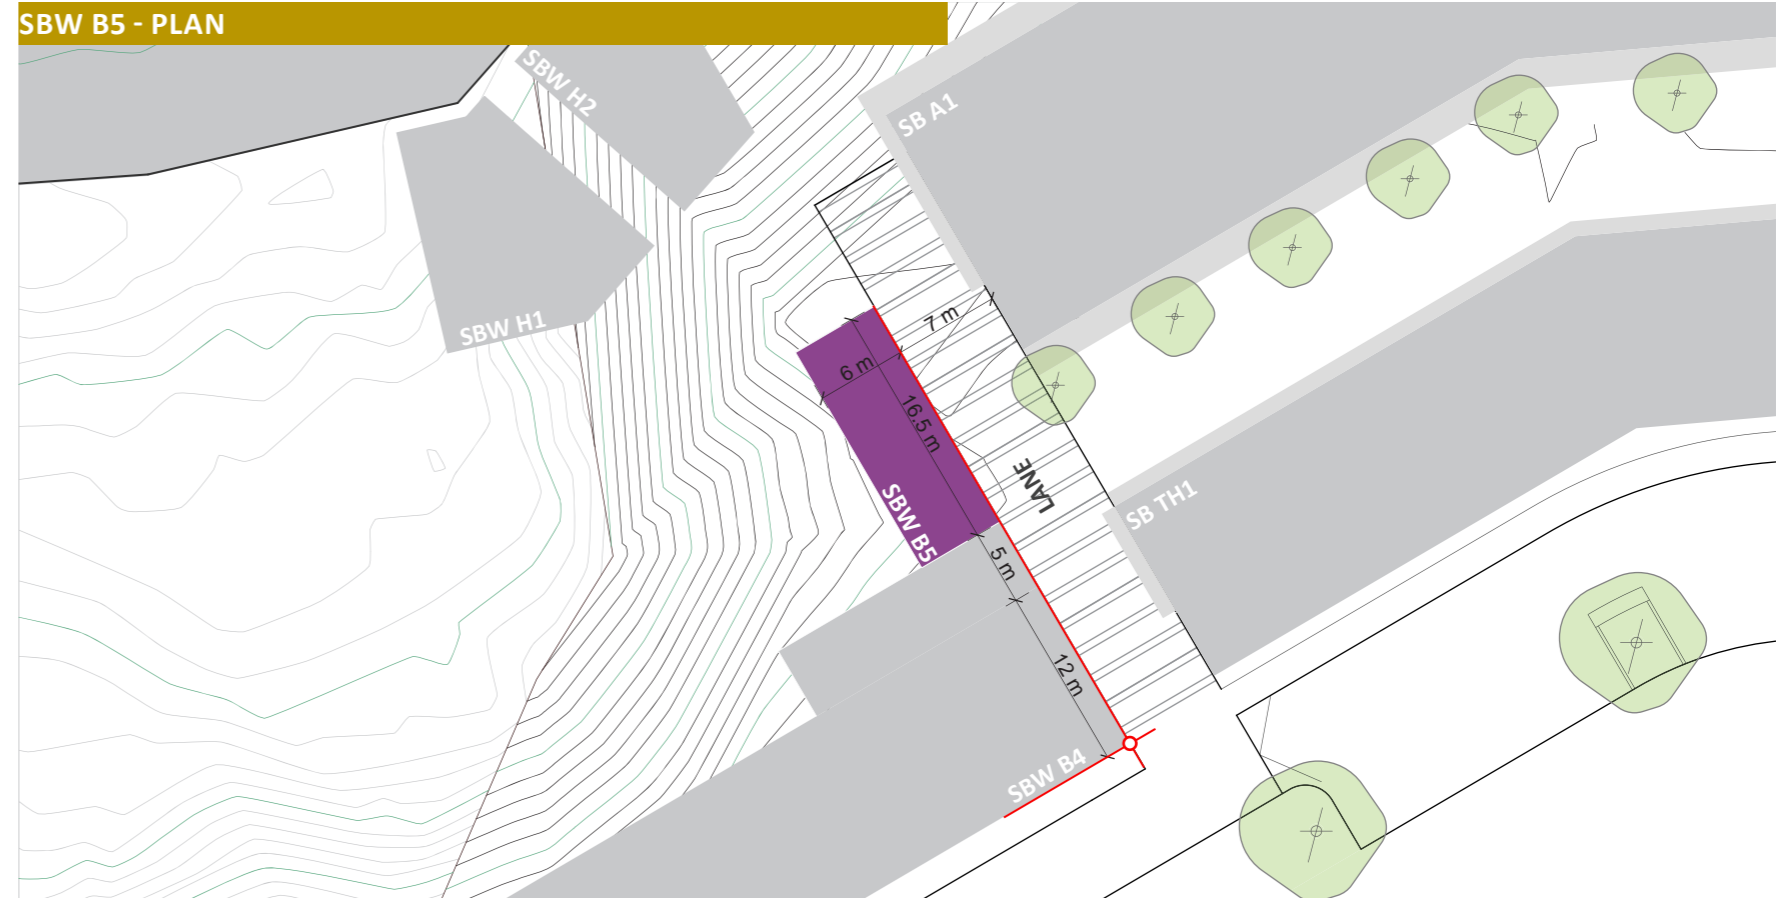 SBW B5 - PLAN
SBW H2
SB A1
SBW H1
7 m
6 m
16.5 m
LANE
SBW B5
SB TH1
5 m
12 m
SBW B4